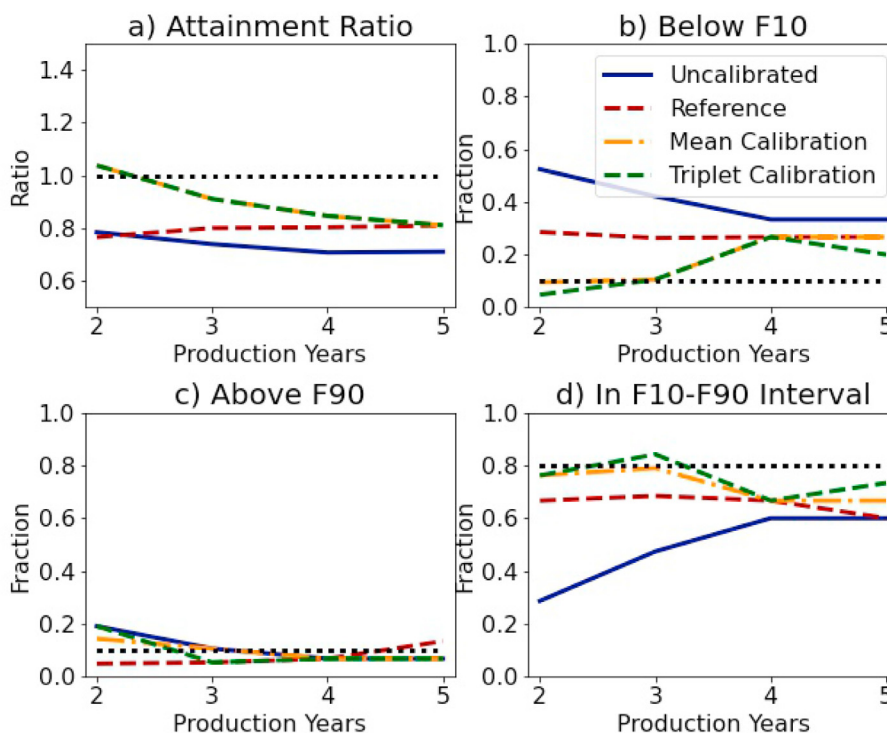 a) Attainment Ratio
1.4
1.2
1.0
0.8
0.6
Ratio
2 3 4 5
Production Years
b) Below F10
1.0
0.8
0.6
0.4
0.2
0.0
Fraction
Uncalibrated
Reference
Mean Calibration
Triplet Calibration
2 3 4 5
Production Years
c) Above F90
1.0
0.8
0.6
0.4
0.2
0.0
Fraction
2 3 4 5
Production Years
d) In F10-F90 Interval
1.0
0.8
0.6
0.4
0.2
0.0
Fraction
2 3 4 5
Production Years